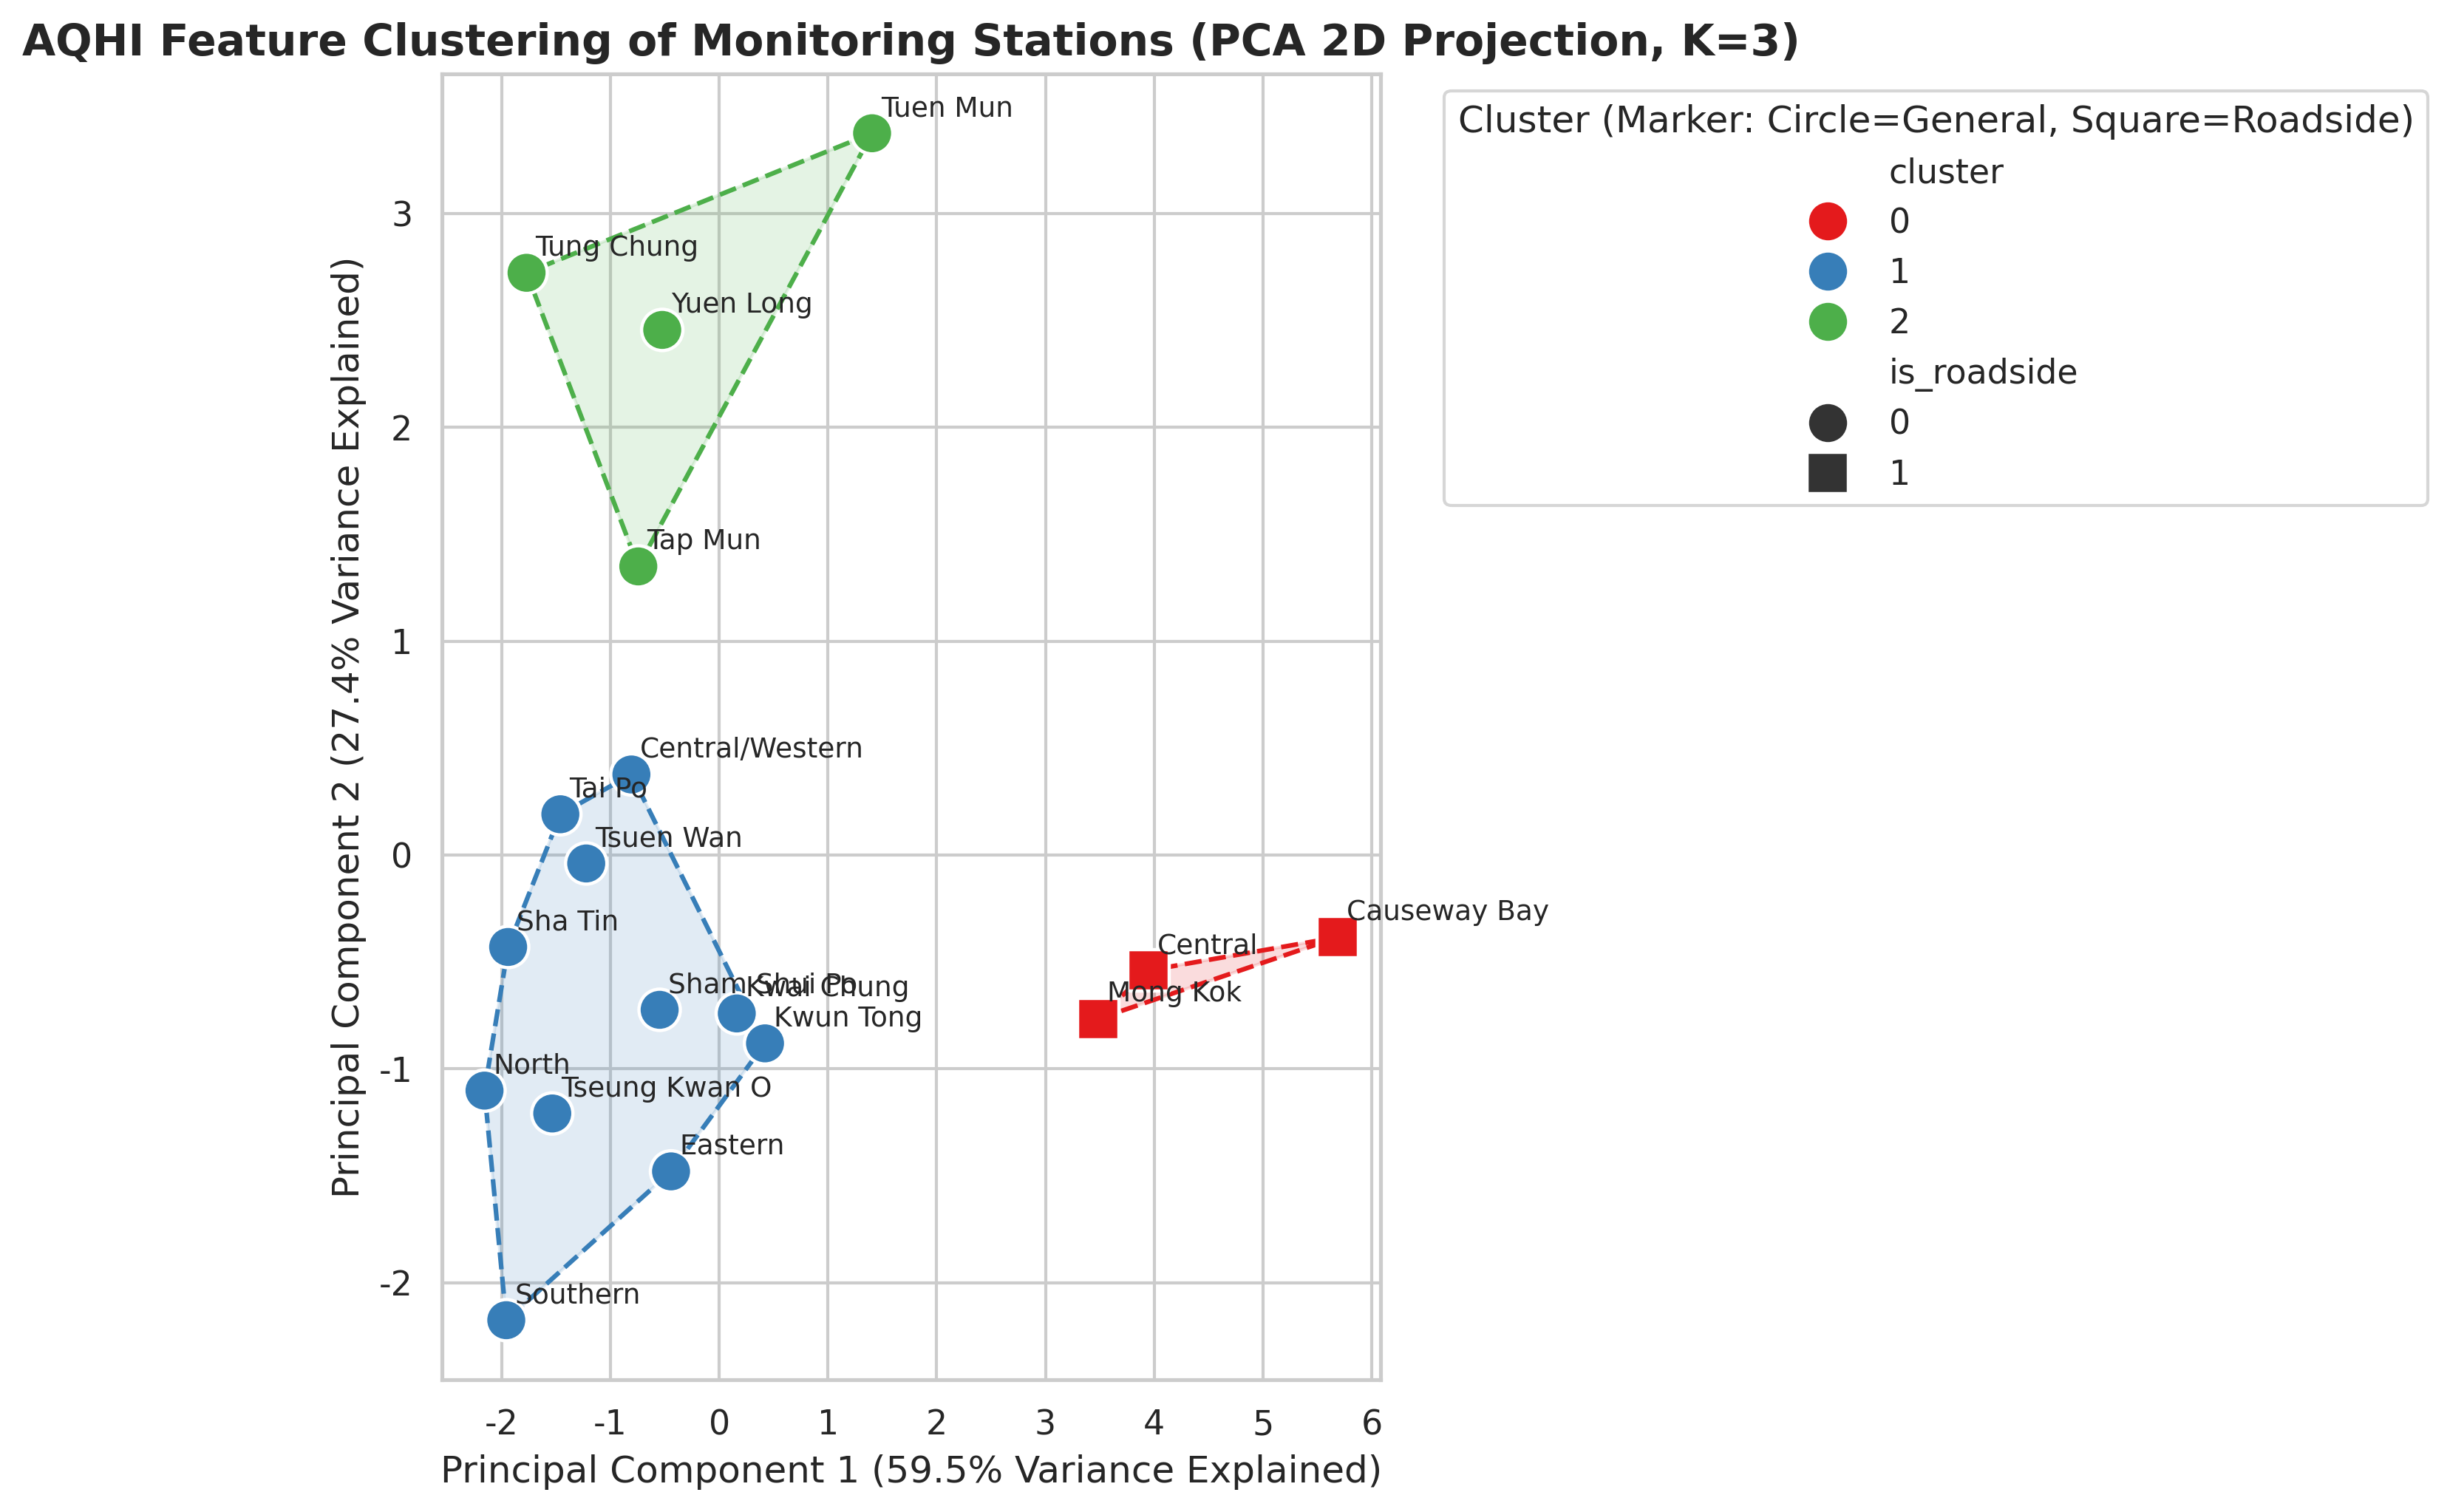 AQHI Feature Clustering of Monitoring Stations (PCA 2D Projection, K=3)
Cluster (Marker: Circle=General, Square=Roadside)
cluster
0
1
2
is_roadside
0
1
Principal Component 2 (27.4% Variance Explained)
3
2
1
0
-1
-2
Tuen Mun
Tung Chung
Yuen Long
Tap Mun
Central/Western
Tai Po
Tsuen Wan
Sha Tin
Causeway Bay
Central
Mong Kok
Sham Shui Po
Kwai Chung
Kwun Tong
North
Tseung Kwan O
Eastern
Southern
-2 -1 0 1 2 3 4 5 6
Principal Component 1 (59.5% Variance Explained)